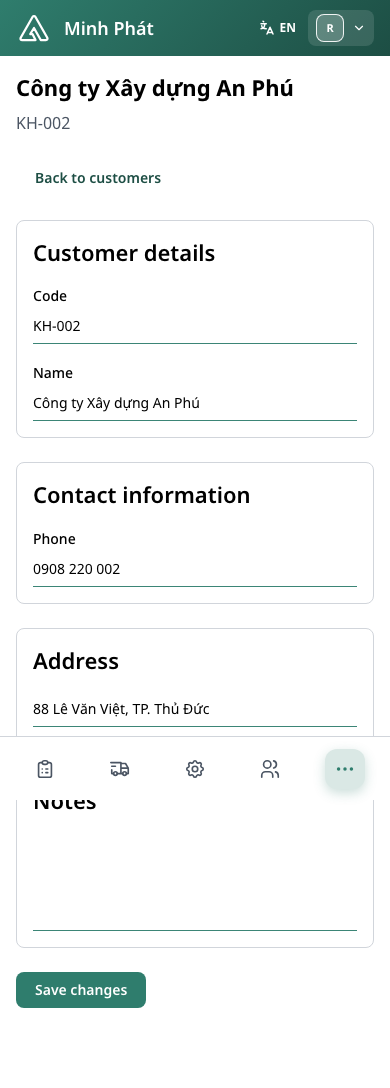 Minh Phát
EN
R
Công ty Xây dựng An Phú
KH-002
Back to customers
Customer details
Code
KH-002
Name
Công ty Xây dựng An Phú
Contact information
Phone
0908 220 002
Address
88 Lê Văn Việt, TP. Thủ Đức
Notes
Save changes